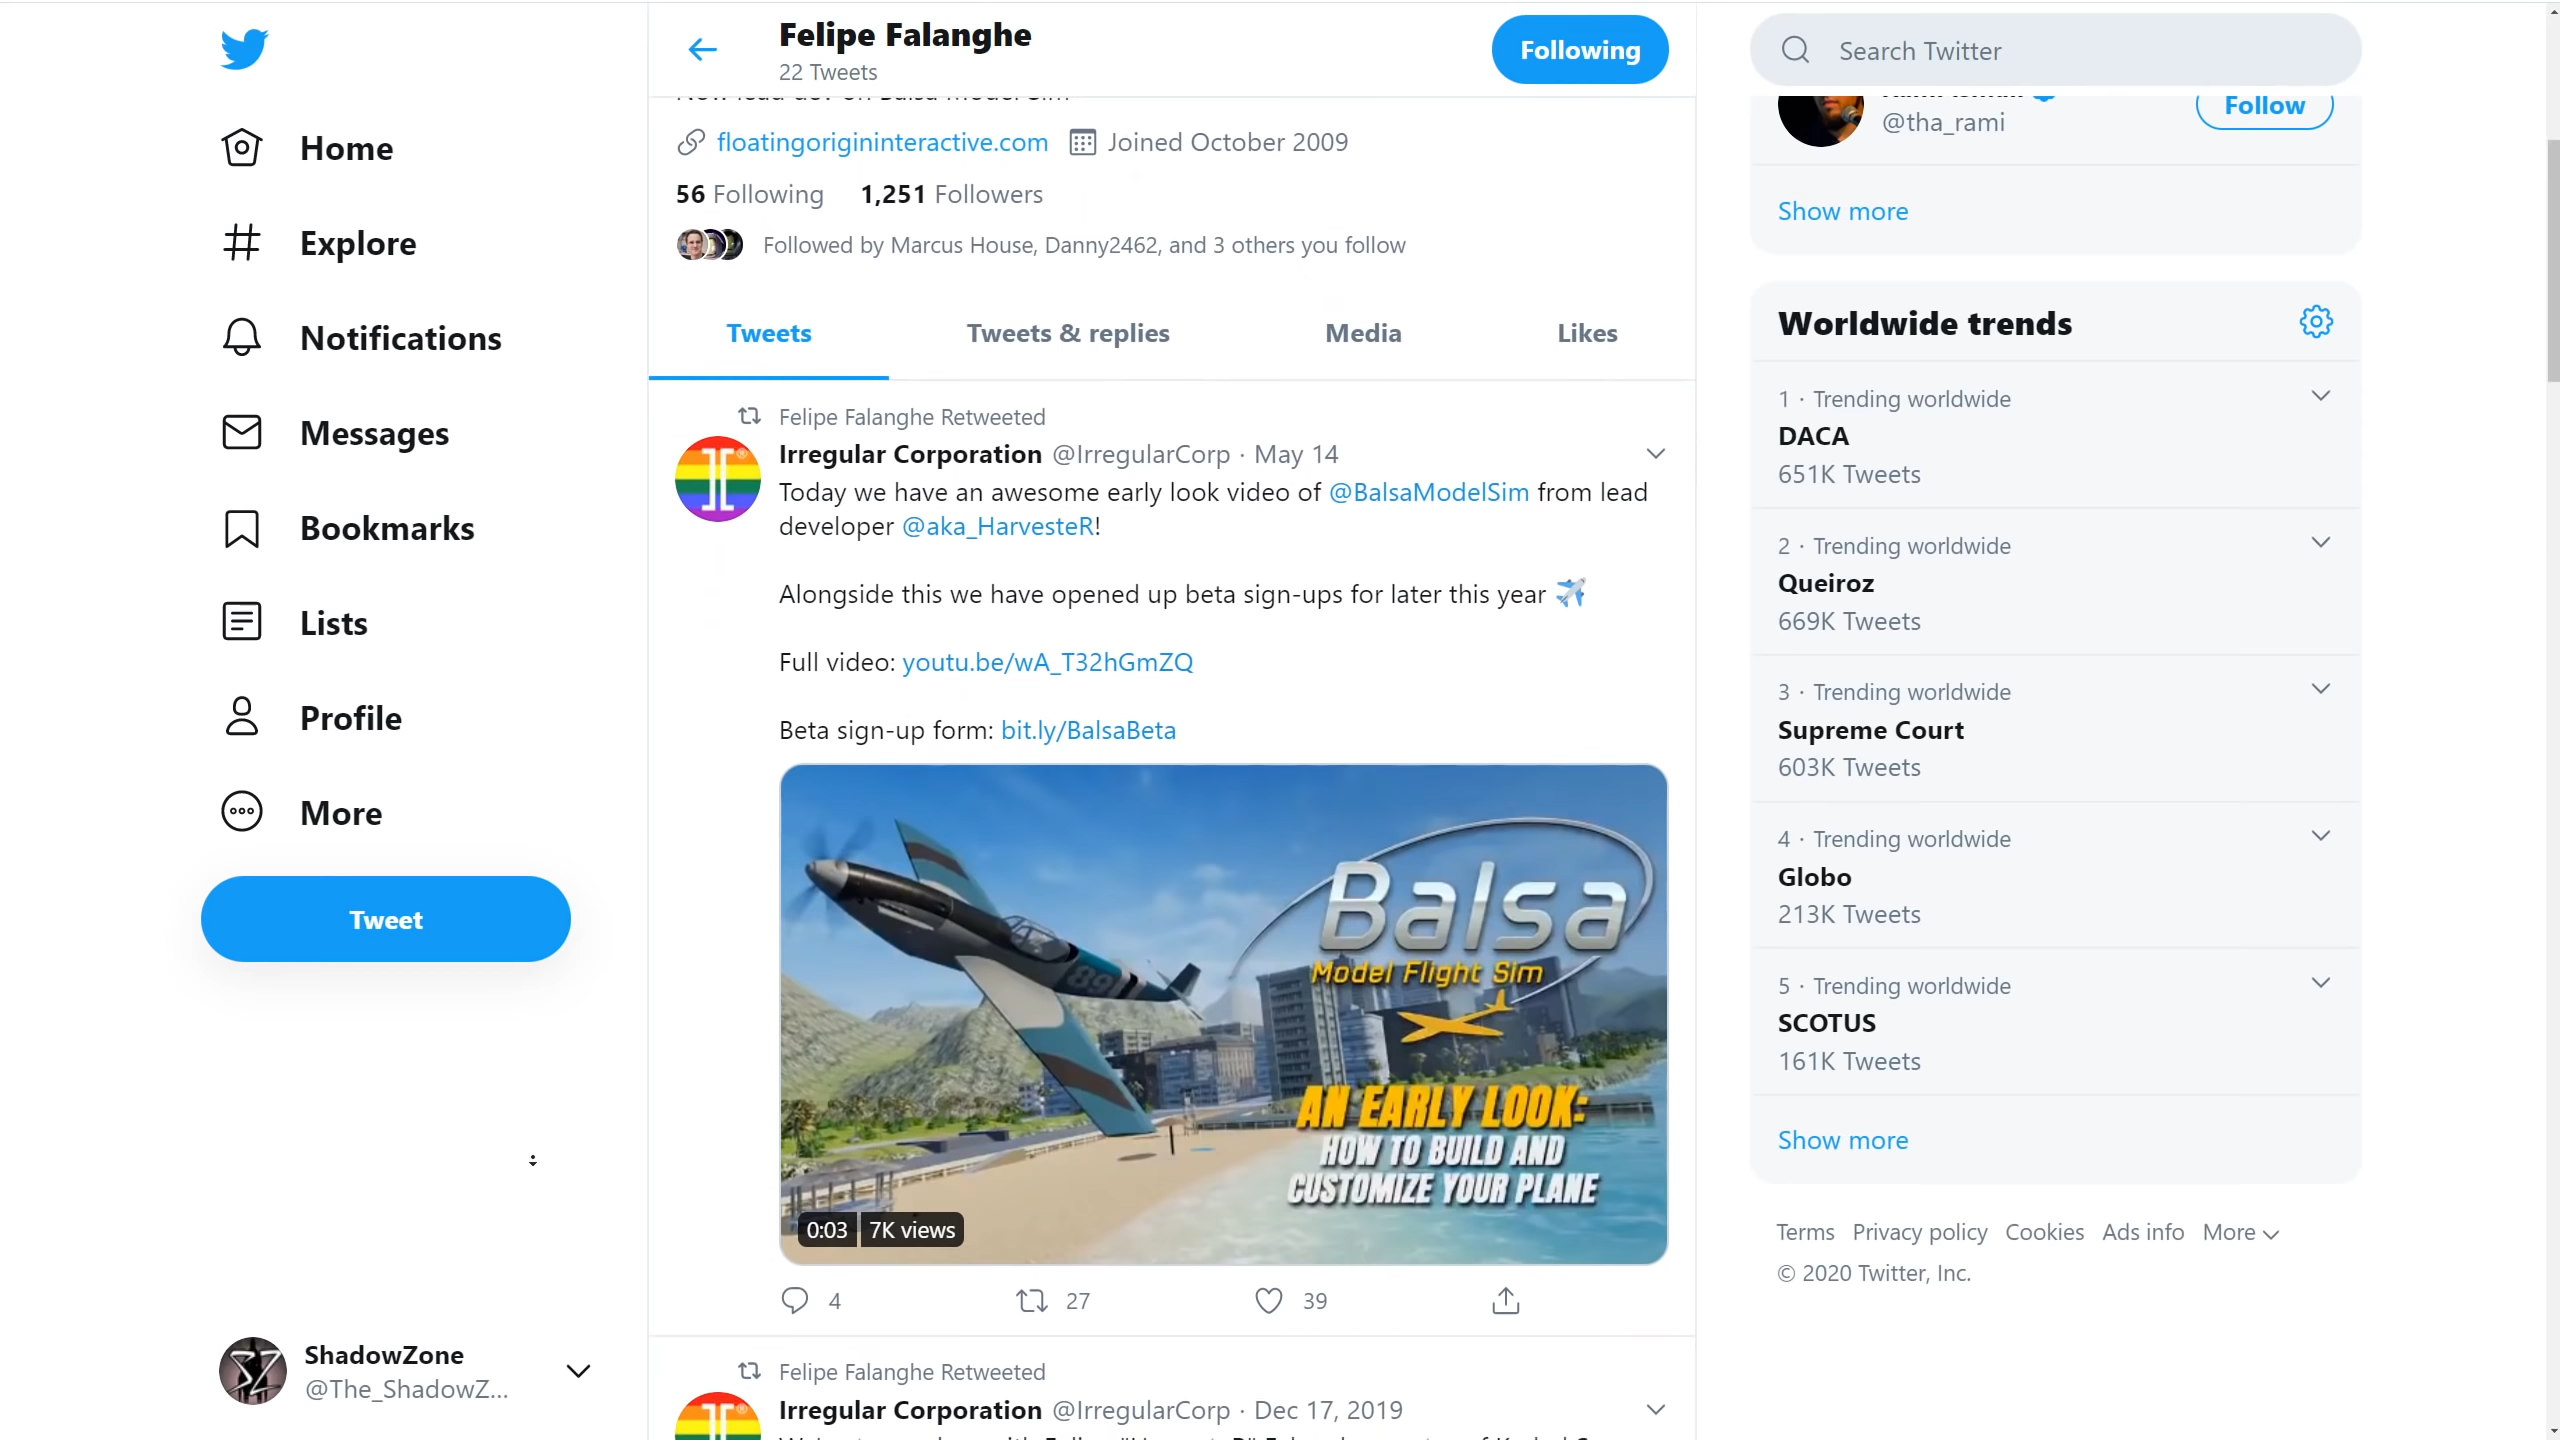 Felipe Falanghe
22 Tweets
Following
floatingorigininteractive.com Joined October 2009
56 Following 1,251 Followers
Followed by Marcus House, Danny2462, and 3 others you follow
Tweets Tweets & replies Media Likes
Home
Explore
Notifications
Messages
Bookmarks
Lists
Profile
More
Tweet
ShadowZone
@The_ShadowZ...
Felipe Falanghe Retweeted
Irregular Corporation @IrregularCorp · May 14
Today we have an awesome early look video of @BalsaModelSim from lead
developer @aka_HarvesteR!
Alongside this we have opened up beta sign-ups for later this year
Full video: youtu.be/wA_T32hGmZQ
Beta sign-up form: bit.ly/BalsaBeta
89
Balsa
Model Flight Sim
AN EARLY LOOK:
HOW TO BUILD AND
CUSTOMIZE YOUR PLANE
0:03 7K views
4 27 39
Felipe Falanghe Retweeted
Irregular Corporation @IrregularCorp · Dec 17, 2019
Search Twitter
@tha_rami
Follow
Show more
Worldwide trends
1 · Trending worldwide
DACA
651K Tweets
2 · Trending worldwide
Queiroz
669K Tweets
3 · Trending worldwide
Supreme Court
603K Tweets
4 · Trending worldwide
Globo
213K Tweets
5 · Trending worldwide
SCOTUS
161K Tweets
Show more
Terms Privacy policy Cookies Ads info More
© 2020 Twitter, Inc.